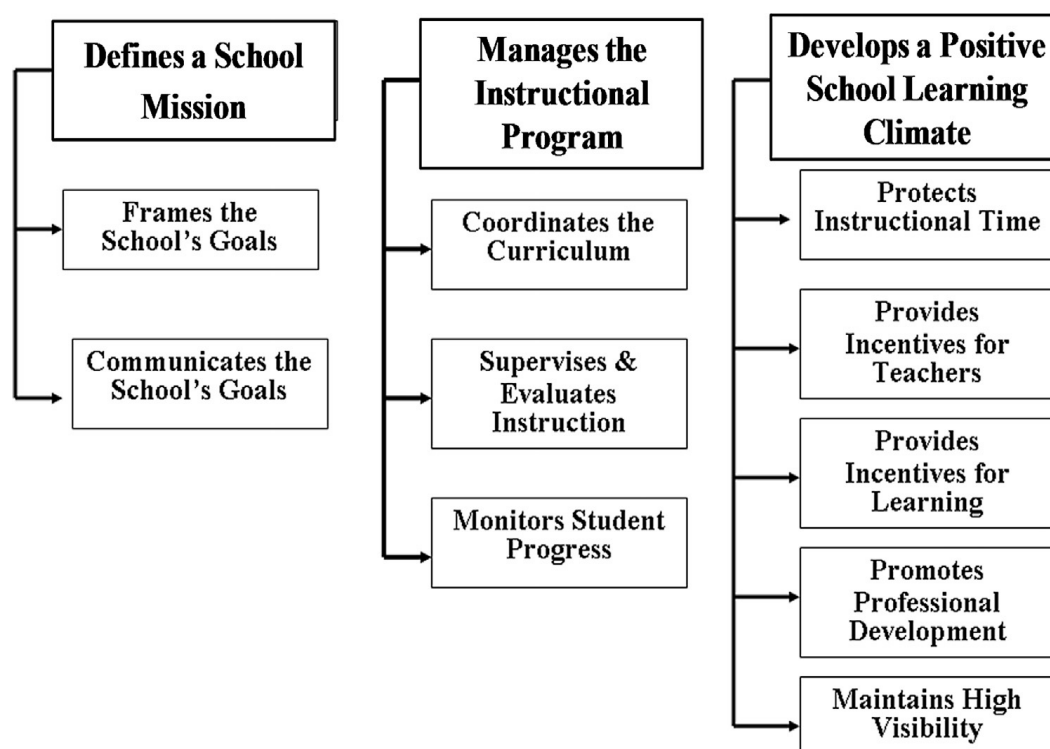 Defines a School
Mission
Frames the
School’s Goals
Communicates the
School’s Goals
Manages the
Instructional
Program
Coordinates the
Curriculum
Supervises &
Evaluates
Instruction
Monitors Student
Progress
Develops a Positive
School Learning
Climate
Protects
Instructional Time
Provides
Incentives for
Teachers
Provides
Incentives for
Learning
Promotes
Professional
Development
Maintains High
Visibility